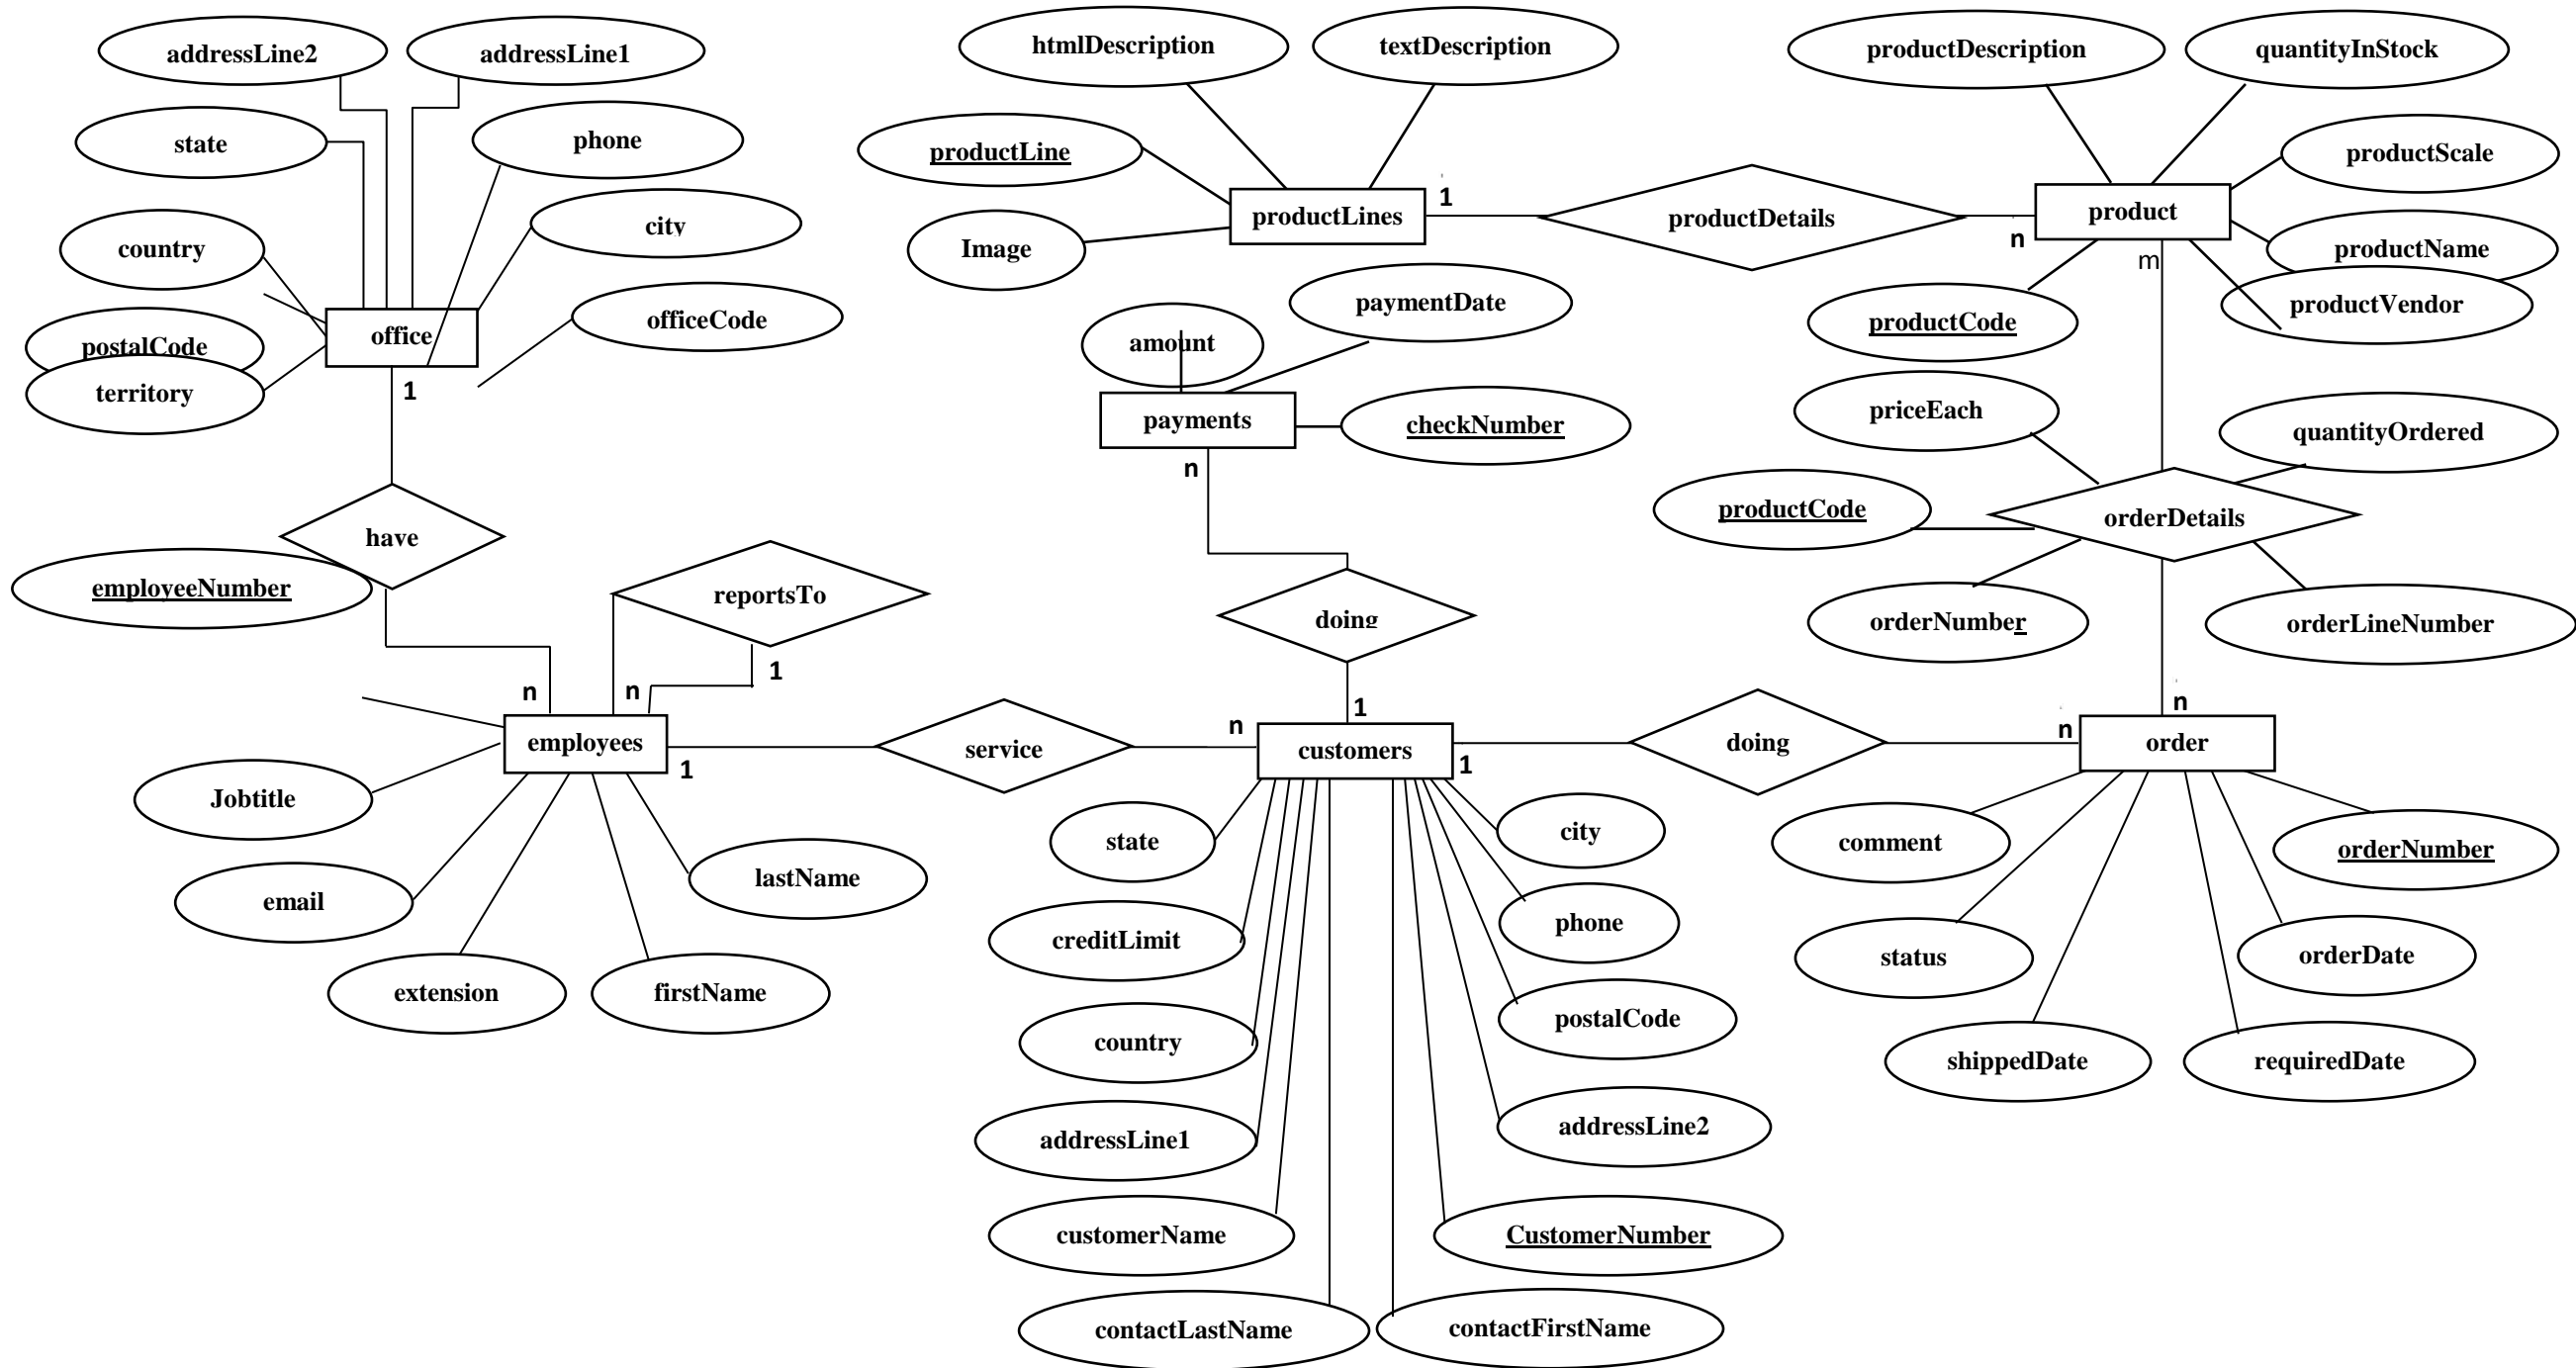 addressLine2
addressLine1
state
phone
country
city
postalCode
territory
office
officeCode
1
have
employeeNumber
reportsTo
1
n
n
employees
1
Jobtitle
email
extension
firstName
lastName
service
htmlDescription
textDescription
productLine
Image
productLines
1
productDetails
n
productDescription
quantityInStock
productScale
product
productName
productVendor
m
productCode
amount
paymentDate
payments
checkNumber
n
doing
1
priceEach
quantityOrdered
productCode
orderDetails
orderNumber
orderLineNumber
n
n
customers
1
doing
n
order
state
city
creditLimit
phone
country
postalCode
addressLine1
addressLine2
customerName
CustomerNumber
contactLastName
contactFirstName
comment
orderNumber
status
orderDate
shippedDate
requiredDate